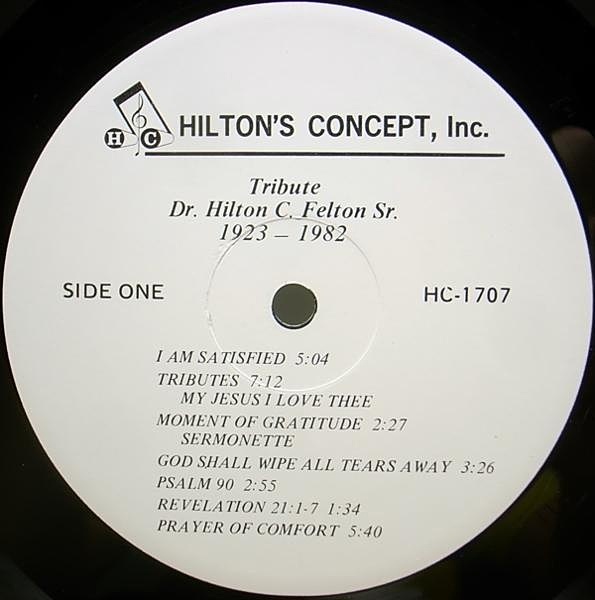 H C HILTON'S CONCEPT, Inc.
Tribute
Dr. Hilton C. Felton Sr.
1923 – 1982
SIDE ONE HC-1707
I AM SATISFIED 5:04
TRIBUTES 7:12
MY JESUS I LOVE THEE
MOMENT OF GRATITUDE 2:27
SERMONETTE
GOD SHALL WIPE ALL TEARS AWAY 3:26
PSALM 90 2:55
REVELATION 21:1-7 1:34
PRAYER OF COMFORT 5:40